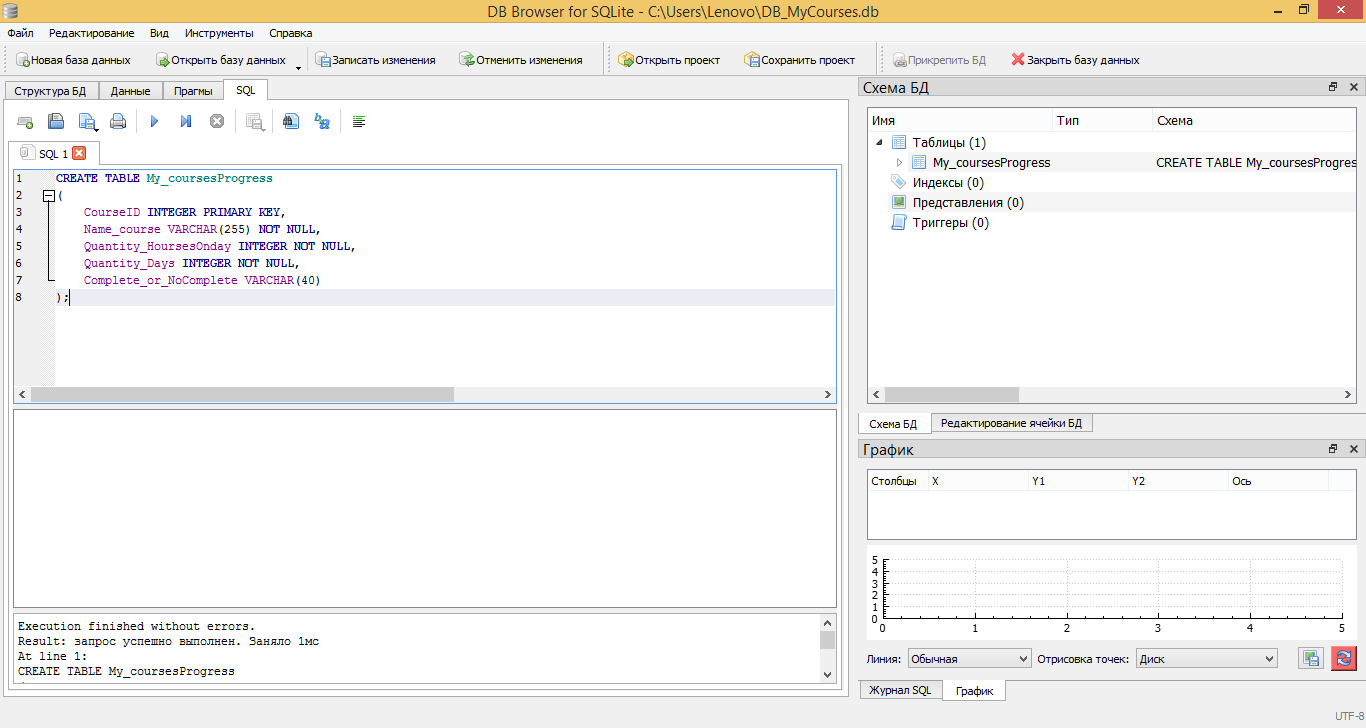 DB Browser for SQLite - C:\Users\Lenovo\DB_MyCourses.db
Файл Редактирование Вид Инструменты Справка
Новая база данных Открыть базу данных Записать изменения Отменить изменения Открыть проект Сохранить проект Прикрепить БД Закрыть базу данных
Структура БД Данные Прагмы SQL
SQL 1
1 CREATE TABLE My_coursesProgress
2 (
3 CourseID INTEGER PRIMARY KEY,
4 Name_course VARCHAR(255) NOT NULL,
5 Quantity_HoursesOnday INTEGER NOT NULL,
6 Quantity_Days INTEGER NOT NULL,
7 Complete_or_NoComplete VARCHAR(40)
8 );
Execution finished without errors.
Result: запрос успешно выполнен. Заняло 1мс
At line 1:
CREATE TABLE My_coursesProgress
Схема БД
Имя Тип Схема
Таблицы (1)
My_coursesProgress CREATE TABLE My_coursesProgres
Индексы (0)
Представления (0)
Триггеры (0)
Схема БД Редактирование ячейки БД
График
Столбцы X Y1 Y2 Ось
5
4
3
2
1
0
0 1 2 3 4 5
Линия: Обычная Отрисовка точек: Диск
Журнал SQL График
UTF-8